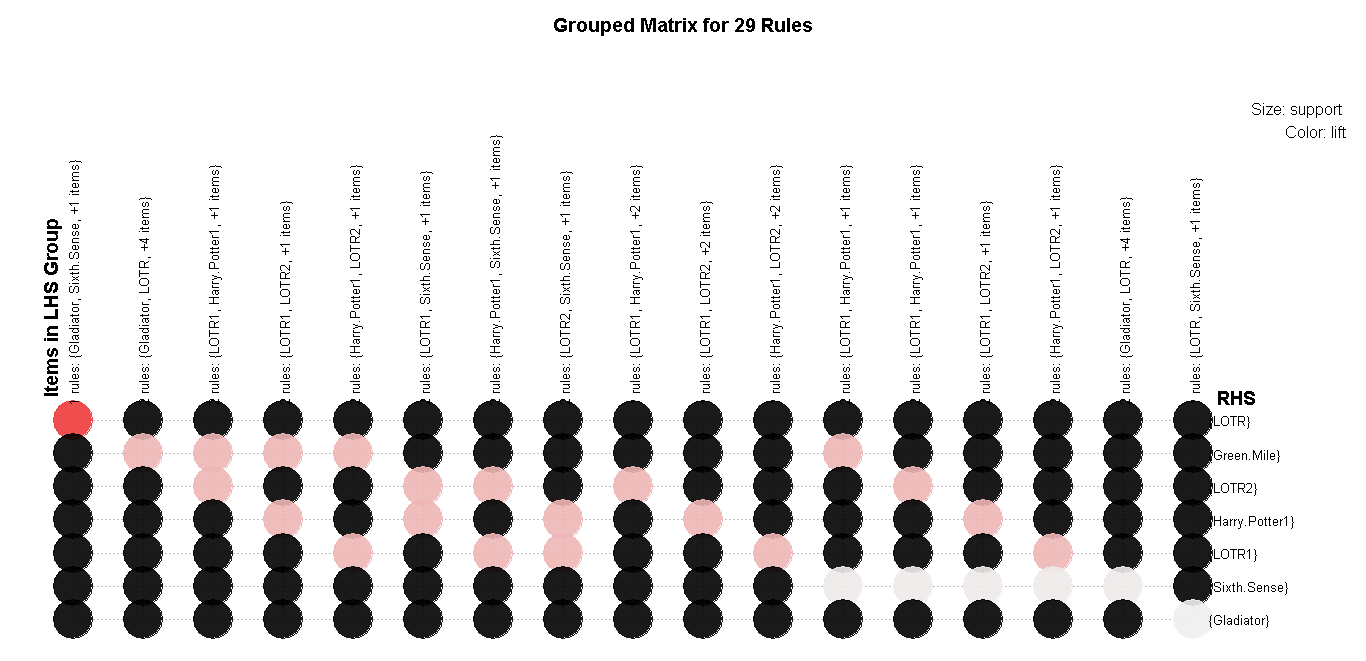 Grouped Matrix for 29 Rules
Size: support
Color: lift
Items in LHS Group
rules: {Gladiator, Sixth.Sense, +1 items}
rules: {Gladiator, LOTR, +4 items}
rules: {LOTR1, Harry.Potter1, +1 items}
rules: {LOTR1, LOTR2, +1 items}
rules: {Harry.Potter1, LOTR2, +1 items}
rules: {LOTR1, Sixth.Sense, +1 items}
rules: {Harry.Potter1, Sixth.Sense, +1 items}
rules: {LOTR2, Sixth.Sense, +1 items}
rules: {LOTR1, Harry.Potter1, +2 items}
rules: {LOTR1, LOTR2, +2 items}
rules: {Harry.Potter1, LOTR2, +2 items}
rules: {LOTR1, Harry.Potter1, +1 items}
rules: {LOTR1, Harry.Potter1, +1 items}
rules: {LOTR1, LOTR2, +1 items}
rules: {Harry.Potter1, LOTR2, +1 items}
rules: {Gladiator, LOTR, +4 items}
rules: {LOTR, Sixth.Sense, +1 items}
RHS
{LOTR}
{Green.Mile}
{LOTR2}
{Harry.Potter1}
{LOTR1}
{Sixth.Sense}
{Gladiator}